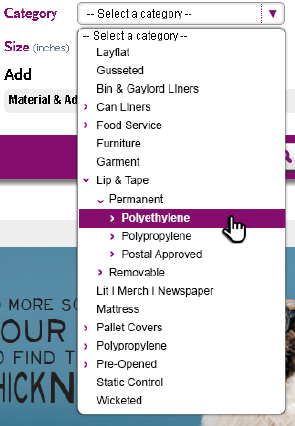 Category
-- Select a category--
Size (inches)
-- Select a category--
Layflat
Gusseted
Bin & Gaylord Liners
Add
Material & Ad
Can Liners
Food Service
Furniture
Garment
Lip & Tape
Permanent
Polyethylene
Polypropylene
Postal Approved
Removable
Lit I Merch I Newspaper
Mattress
Pallet Covers
Polypropylene
Pre-Opened
Static Control
Wicketed
D MORE SO
OUR
O FIND T
HICKN